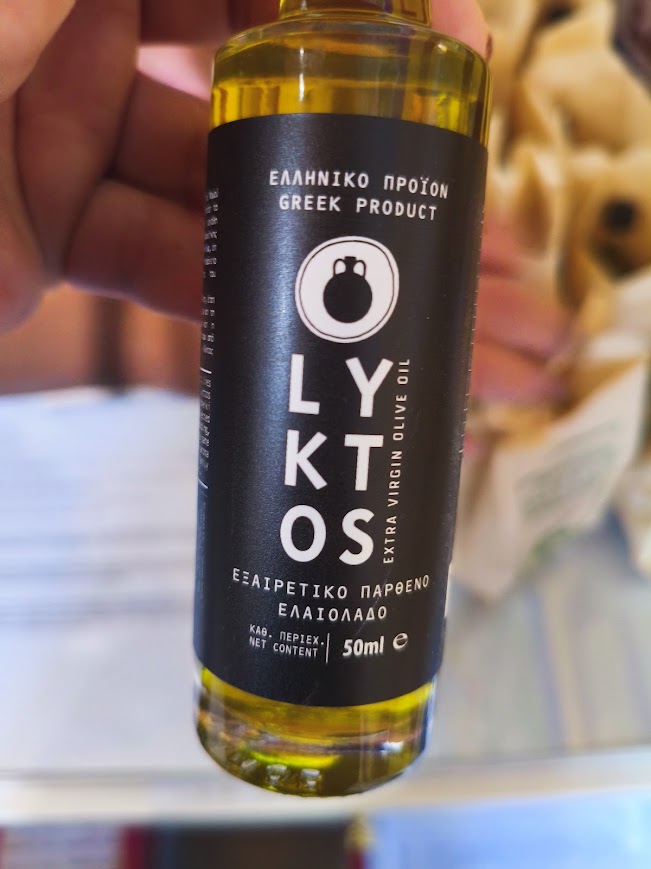 ΕΛΛΗΝΙΚΟ ΠΡΟΪΟΝ
GREEK PRODUCT
LY
KT
OS
EXTRA VIRGIN OLIVE OIL
ΕΞΑΙΡΕΤΙΚΟ ΠΑΡΘΕΝΟ
ΕΛΑΙΟΛΑΔΟ
ΚΑΘ. ΠΕΡΙΕΧ.
NET CONTENT
50ml ℮